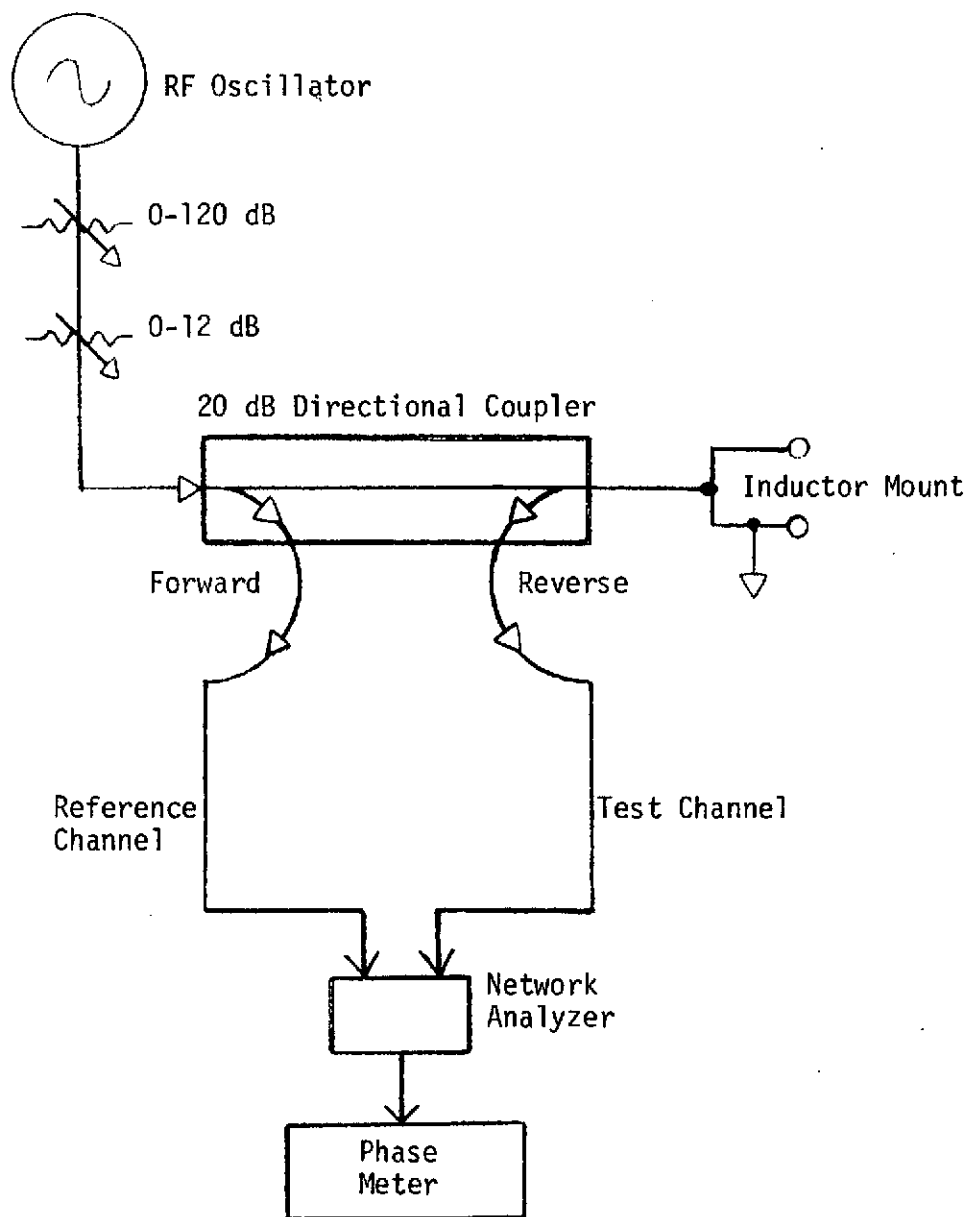 RF Oscillator
0-120 dB
0-12 dB
20 dB Directional Coupler
Inductor Mount
Forward
Reverse
Reference
Channel
Test Channel
Network
Analyzer
Phase
Meter